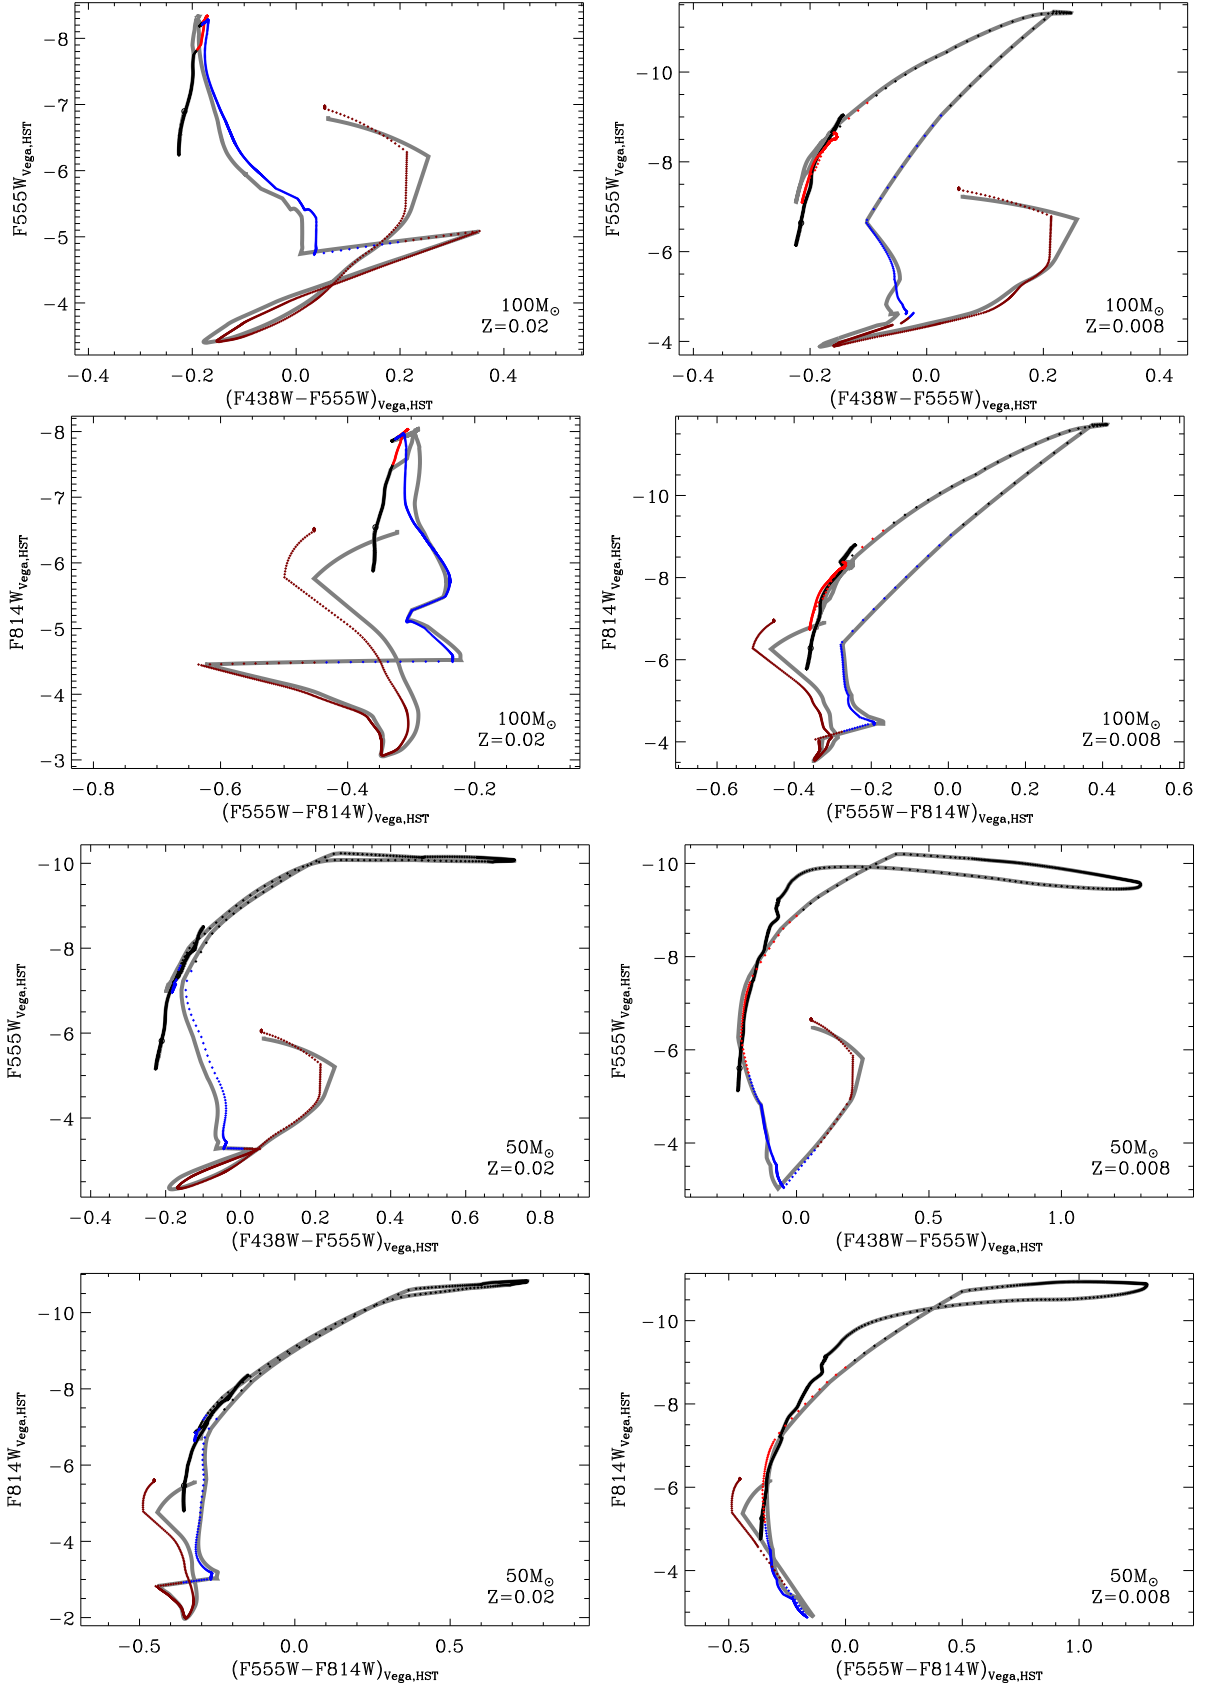 −8
−7
−6
−5
−4
F555W_Vega,HST
100M⊙
Z=0.02
−0.4 −0.2 0.0 0.2 0.4
(F438W−F555W)_Vega,HST
−10
−8
−6
−4
F555W_Vega,HST
100M⊙
Z=0.008
−0.4 −0.2 0.0 0.2 0.4
(F438W−F555W)_Vega,HST
−8
−7
−6
−5
−4
−3
F814W_Vega,HST
100M⊙
Z=0.02
−0.8 −0.6 −0.4 −0.2
(F555W−F814W)_Vega,HST
−10
−8
−6
−4
F814W_Vega,HST
100M⊙
Z=0.008
−0.6 −0.4 −0.2 0.0 0.2 0.4 0.6
(F555W−F814W)_Vega,HST
−10
−8
−6
−4
F555W_Vega,HST
50M⊙
Z=0.02
−0.4 −0.2 0.0 0.2 0.4 0.6 0.8
(F438W−F555W)_Vega,HST
−10
−8
−6
−4
F555W_Vega,HST
50M⊙
Z=0.008
0.0 0.5 1.0
(F438W−F555W)_Vega,HST
−10
−8
−6
−4
−2
F814W_Vega,HST
50M⊙
Z=0.02
−0.5 0.0 0.5
(F555W−F814W)_Vega,HST
−10
−8
−6
−4
F814W_Vega,HST
50M⊙
Z=0.008
−0.5 0.0 0.5 1.0
(F555W−F814W)_Vega,HST